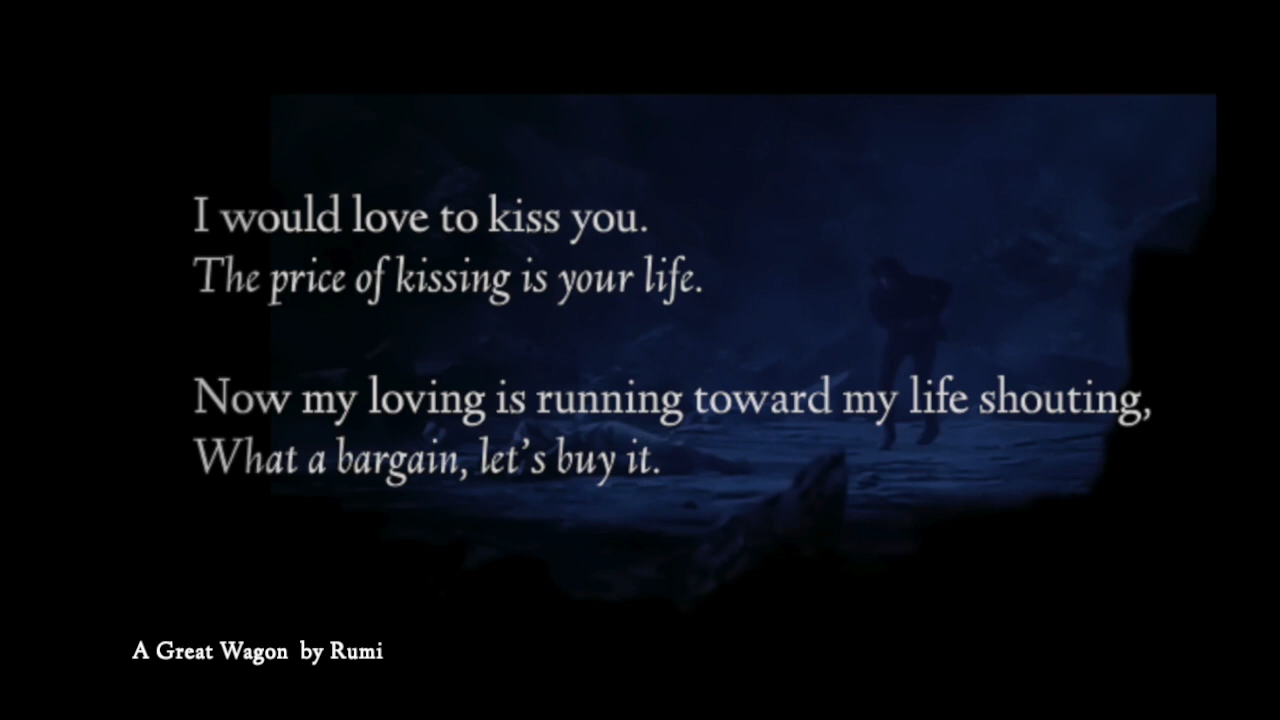 I would love to kiss you.
The price of kissing is your life.
Now my loving is running toward my life shouting,
What a bargain, let's buy it.
A Great Wagon by Rumi